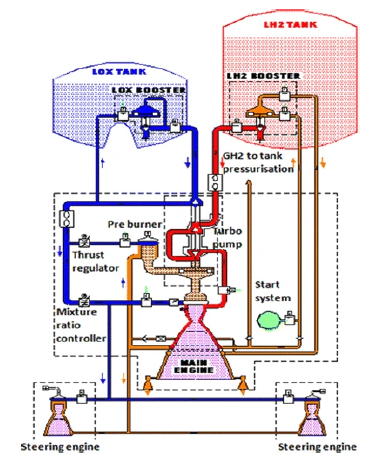 LH2 TANK
LOX TANK
LOX BOOSTER
LH2 BOOSTER
GH2 to tank
pressurisation
Pre burner
Turbo
pump
Thrust
regulator
Start
system
Mixture
ratio
controller
MAIN
ENGINE
Steering engine
Steering engine